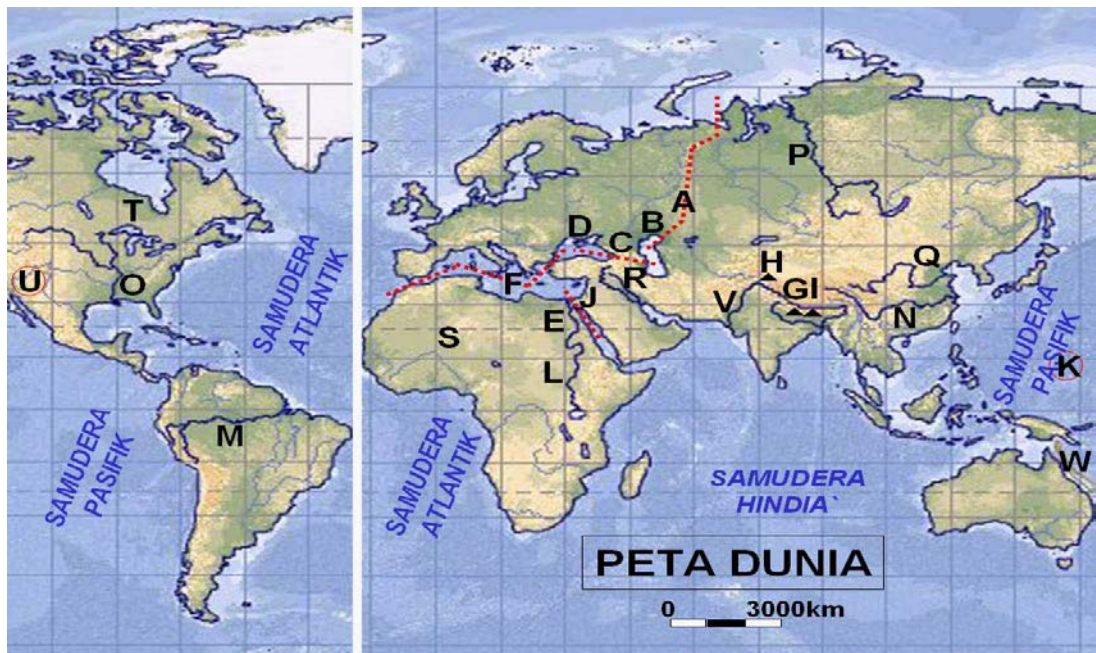 T
U
O
M
SAMUDERA
PASIFIK
SAMUDERA
ATLANTIK
P
A
B
D
C
R
F
J
E
S
L
H
GI
V
Q
N
K
W
SAMUDERA
ATLANTIK
SAMUDERA
PASIFIK
SAMUDERA
HINDIA`
PETA DUNIA
0 3000km